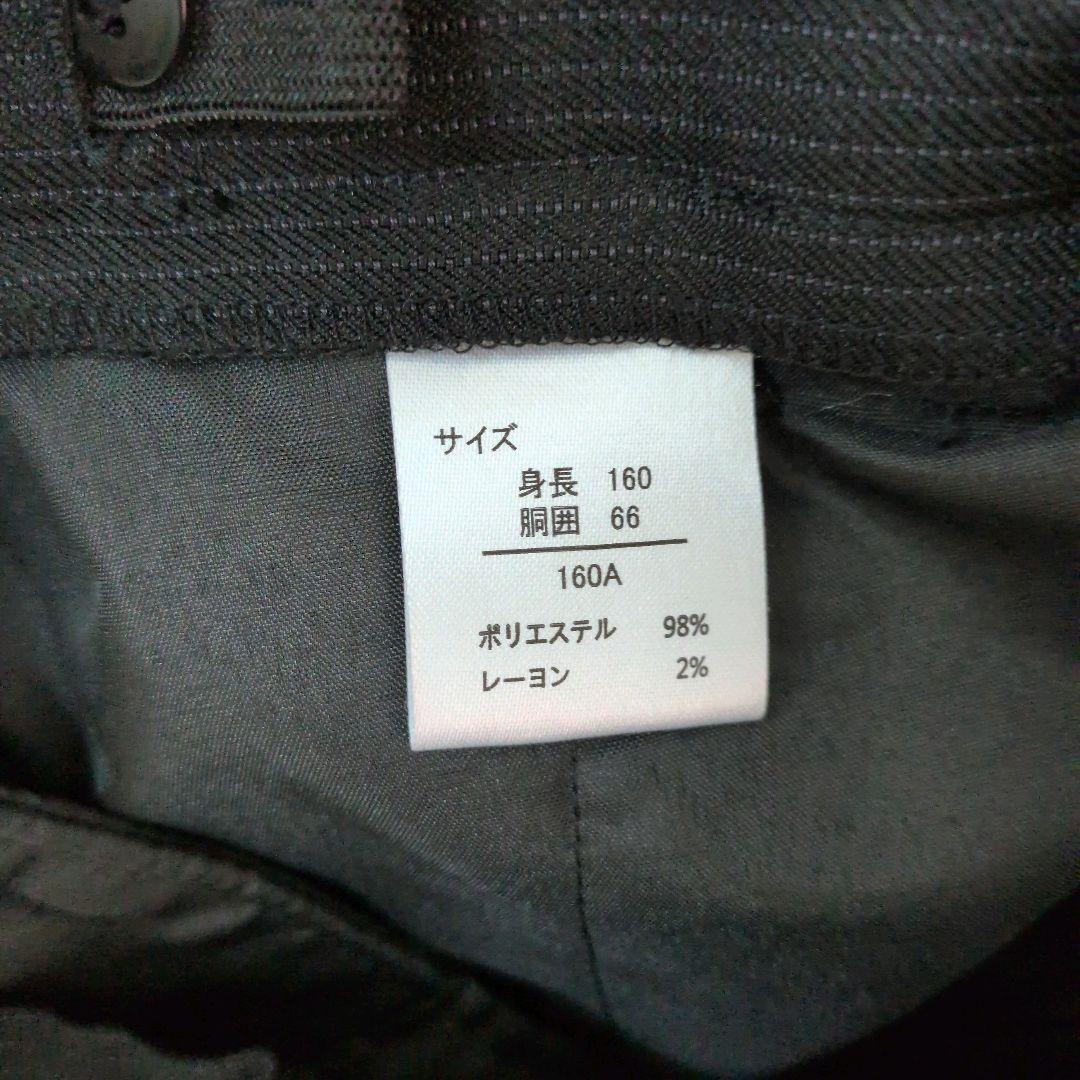 サイズ
身長 160
胴囲 66
160A
ポリエステル 98%
レーヨン 2%